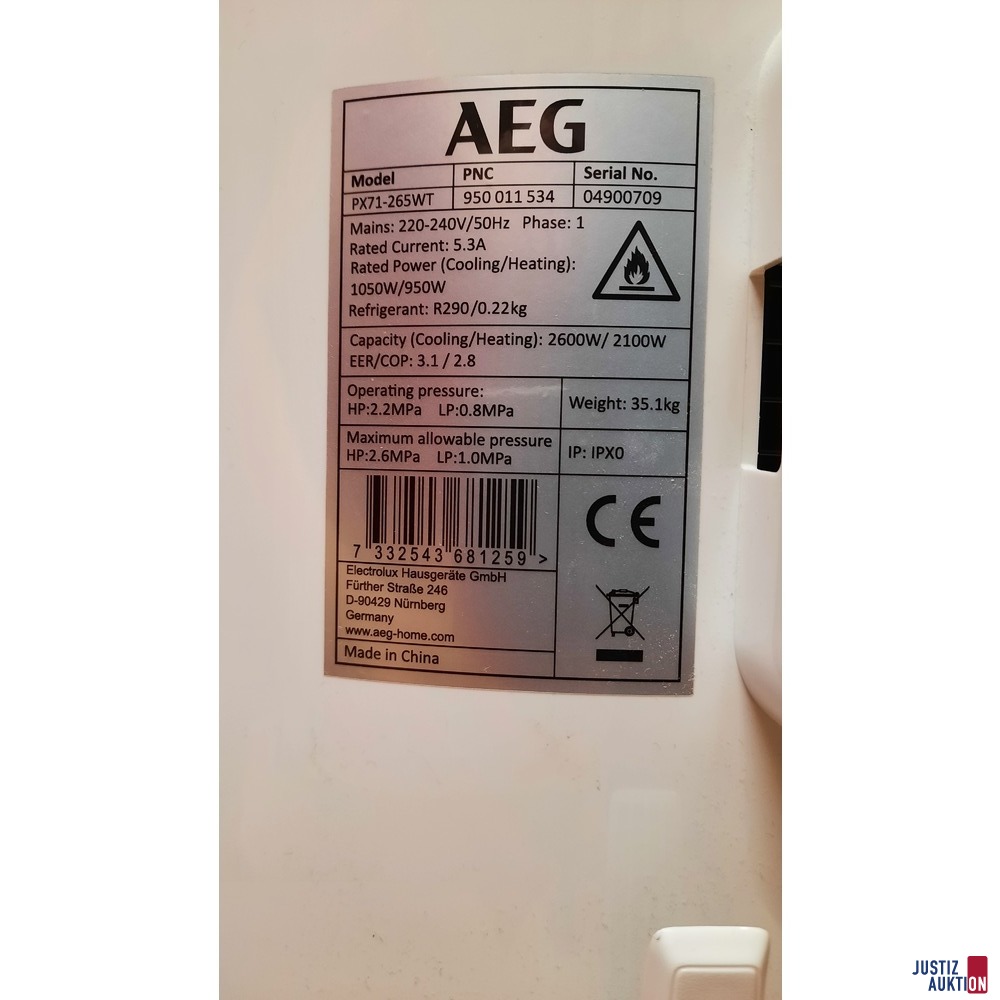 AEG
Model PNC Serial No.
PX71-265WT 950 011 534 04900709
Mains: 220-240V/50Hz Phase: 1
Rated Current: 5.3A
Rated Power (Cooling/Heating):
1050W/950W
Refrigerant: R290/0.22kg
Capacity (Cooling/Heating): 2600W/ 2100W
EER/COP: 3.1 / 2.8
Operating pressure:
HP:2.2MPa LP:0.8MPa
Weight: 35.1kg
Maximum allowable pressure
HP:2.6MPa LP:1.0MPa
IP: IPX0
7 332543 681259 >
CE
Electrolux Hausgeräte GmbH
Fürther Straße 246
D-90429 Nürnberg
Germany
www.aeg-home.com
Made in China
JUSTIZ
AUKTION